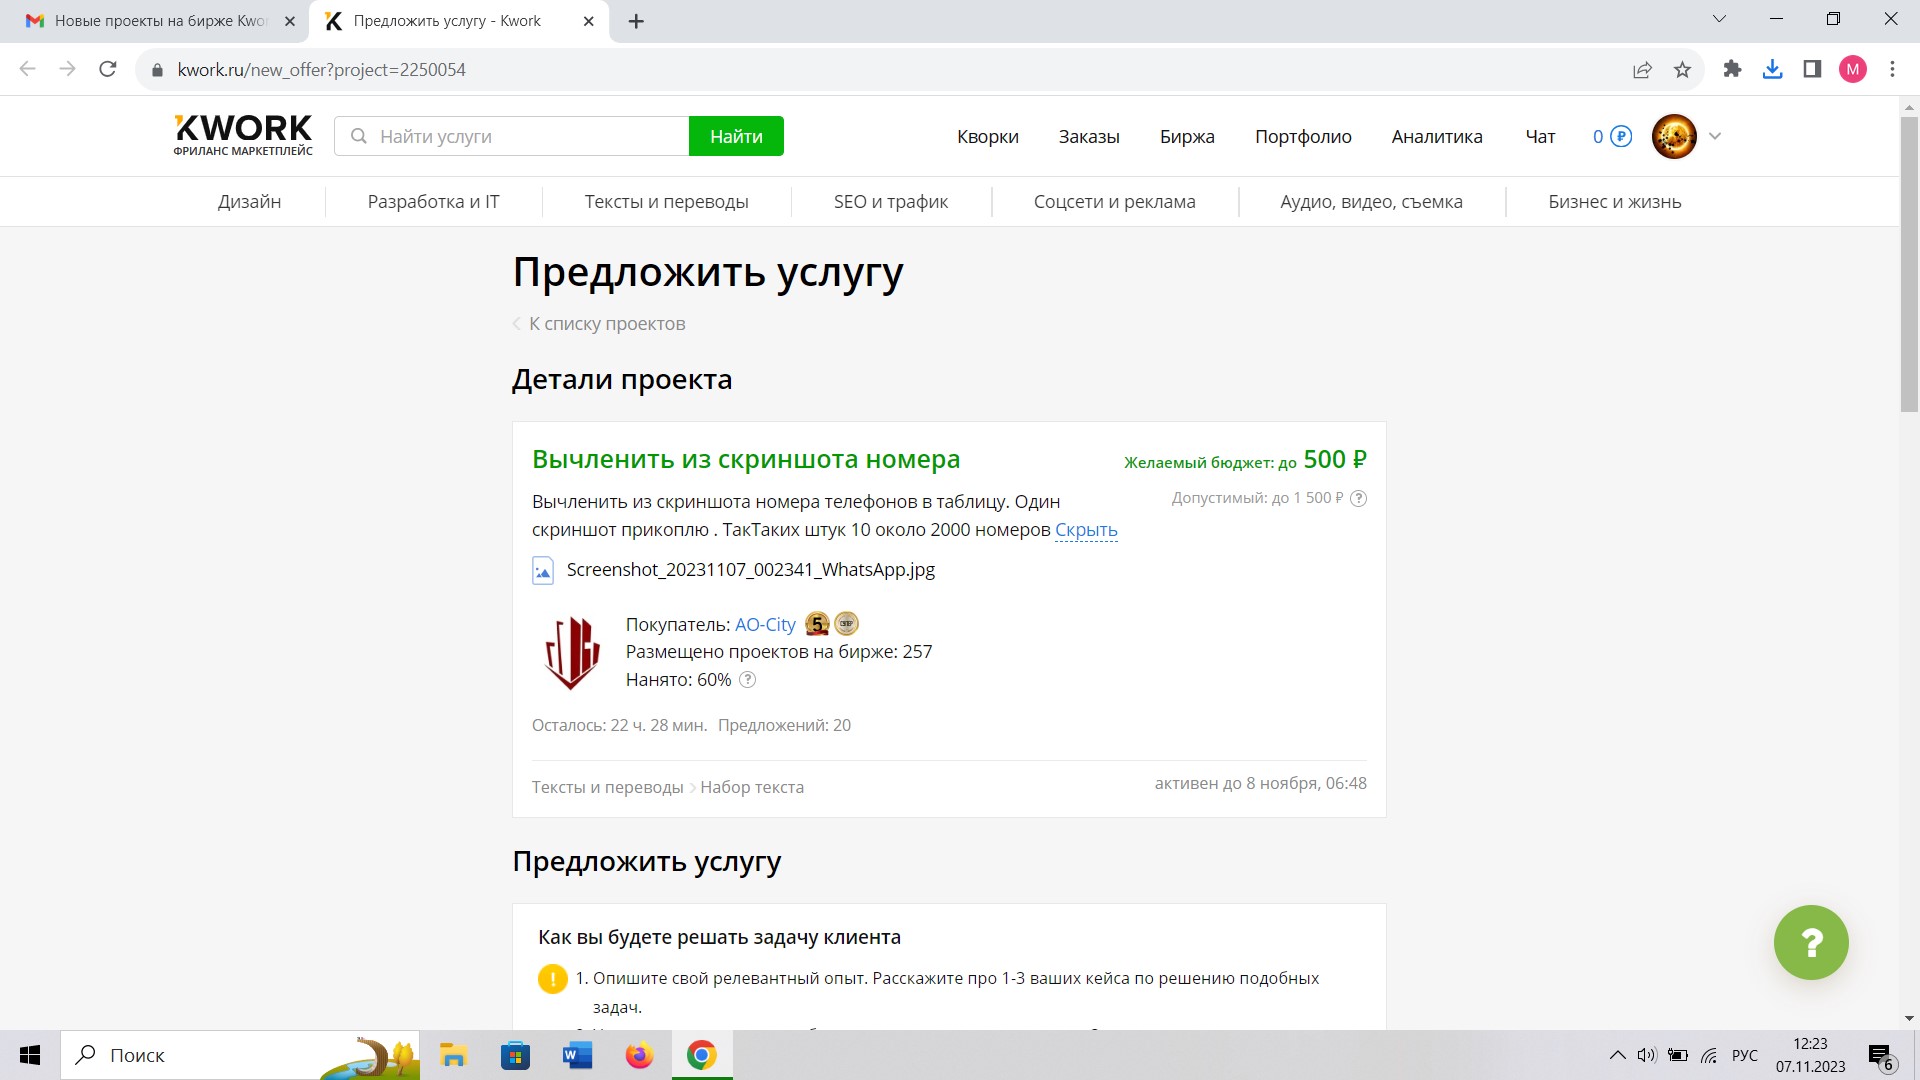 Новые проекты на бирже Kwo
Предложить услугу - Kwork
kwork.ru/new_offer?project=2250054
M
KWORK
ФРИЛАНС МАРКЕТПЛЕЙС
Найти услуги
Найти
Кворки
Заказы
Биржа
Портфолио
Аналитика
Чат
0 ₽
Дизайн
Разработка и IT
Тексты и переводы
SEO и трафик
Соцсети и реклама
Аудио, видео, съемка
Бизнес и жизнь
Предложить услугу
К списку проектов
Детали проекта
Вычленить из скриншота номера
Желаемый бюджет: до 500 ₽
Вычленить из скриншота номера телефонов в таблицу. Один
Допустимый: до 1 500 ₽ ?
скриншот прикоплю . ТакТаких штук 10 около 2000 номеров Скрыть
Screenshot_20231107_002341_WhatsApp.jpg
Покупатель: AO-City 5
Размещено проектов на бирже: 257
Нанято: 60% ?
Осталось: 22 ч. 28 мин. Предложений: 20
Тексты и переводы > Набор текста
активен до 8 ноября, 06:48
Предложить услугу
Как вы будете решать задачу клиента
! 1. Опишите свой релевантный опыт. Расскажите про 1-3 ваших кейса по решению подобных
задач.
?
Поиск
W
РУС
12:23
07.11.2023
6